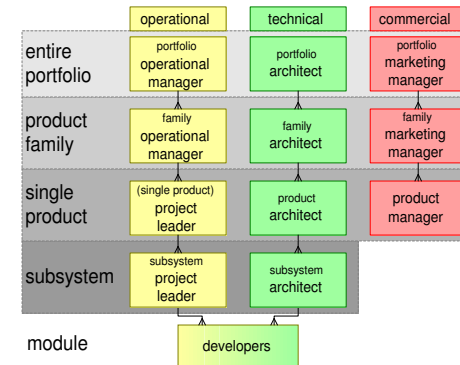 operational technical commercial
entire
portfolio
portfolio
operational
manager
portfolio
architect
portfolio
marketing
manager
product
family
family
operational
manager
family
architect
family
marketing
manager
single
product
(single product)
project
leader
product
architect
product
manager
subsystem
subsystem
project
leader
subsystem
architect
module
developers